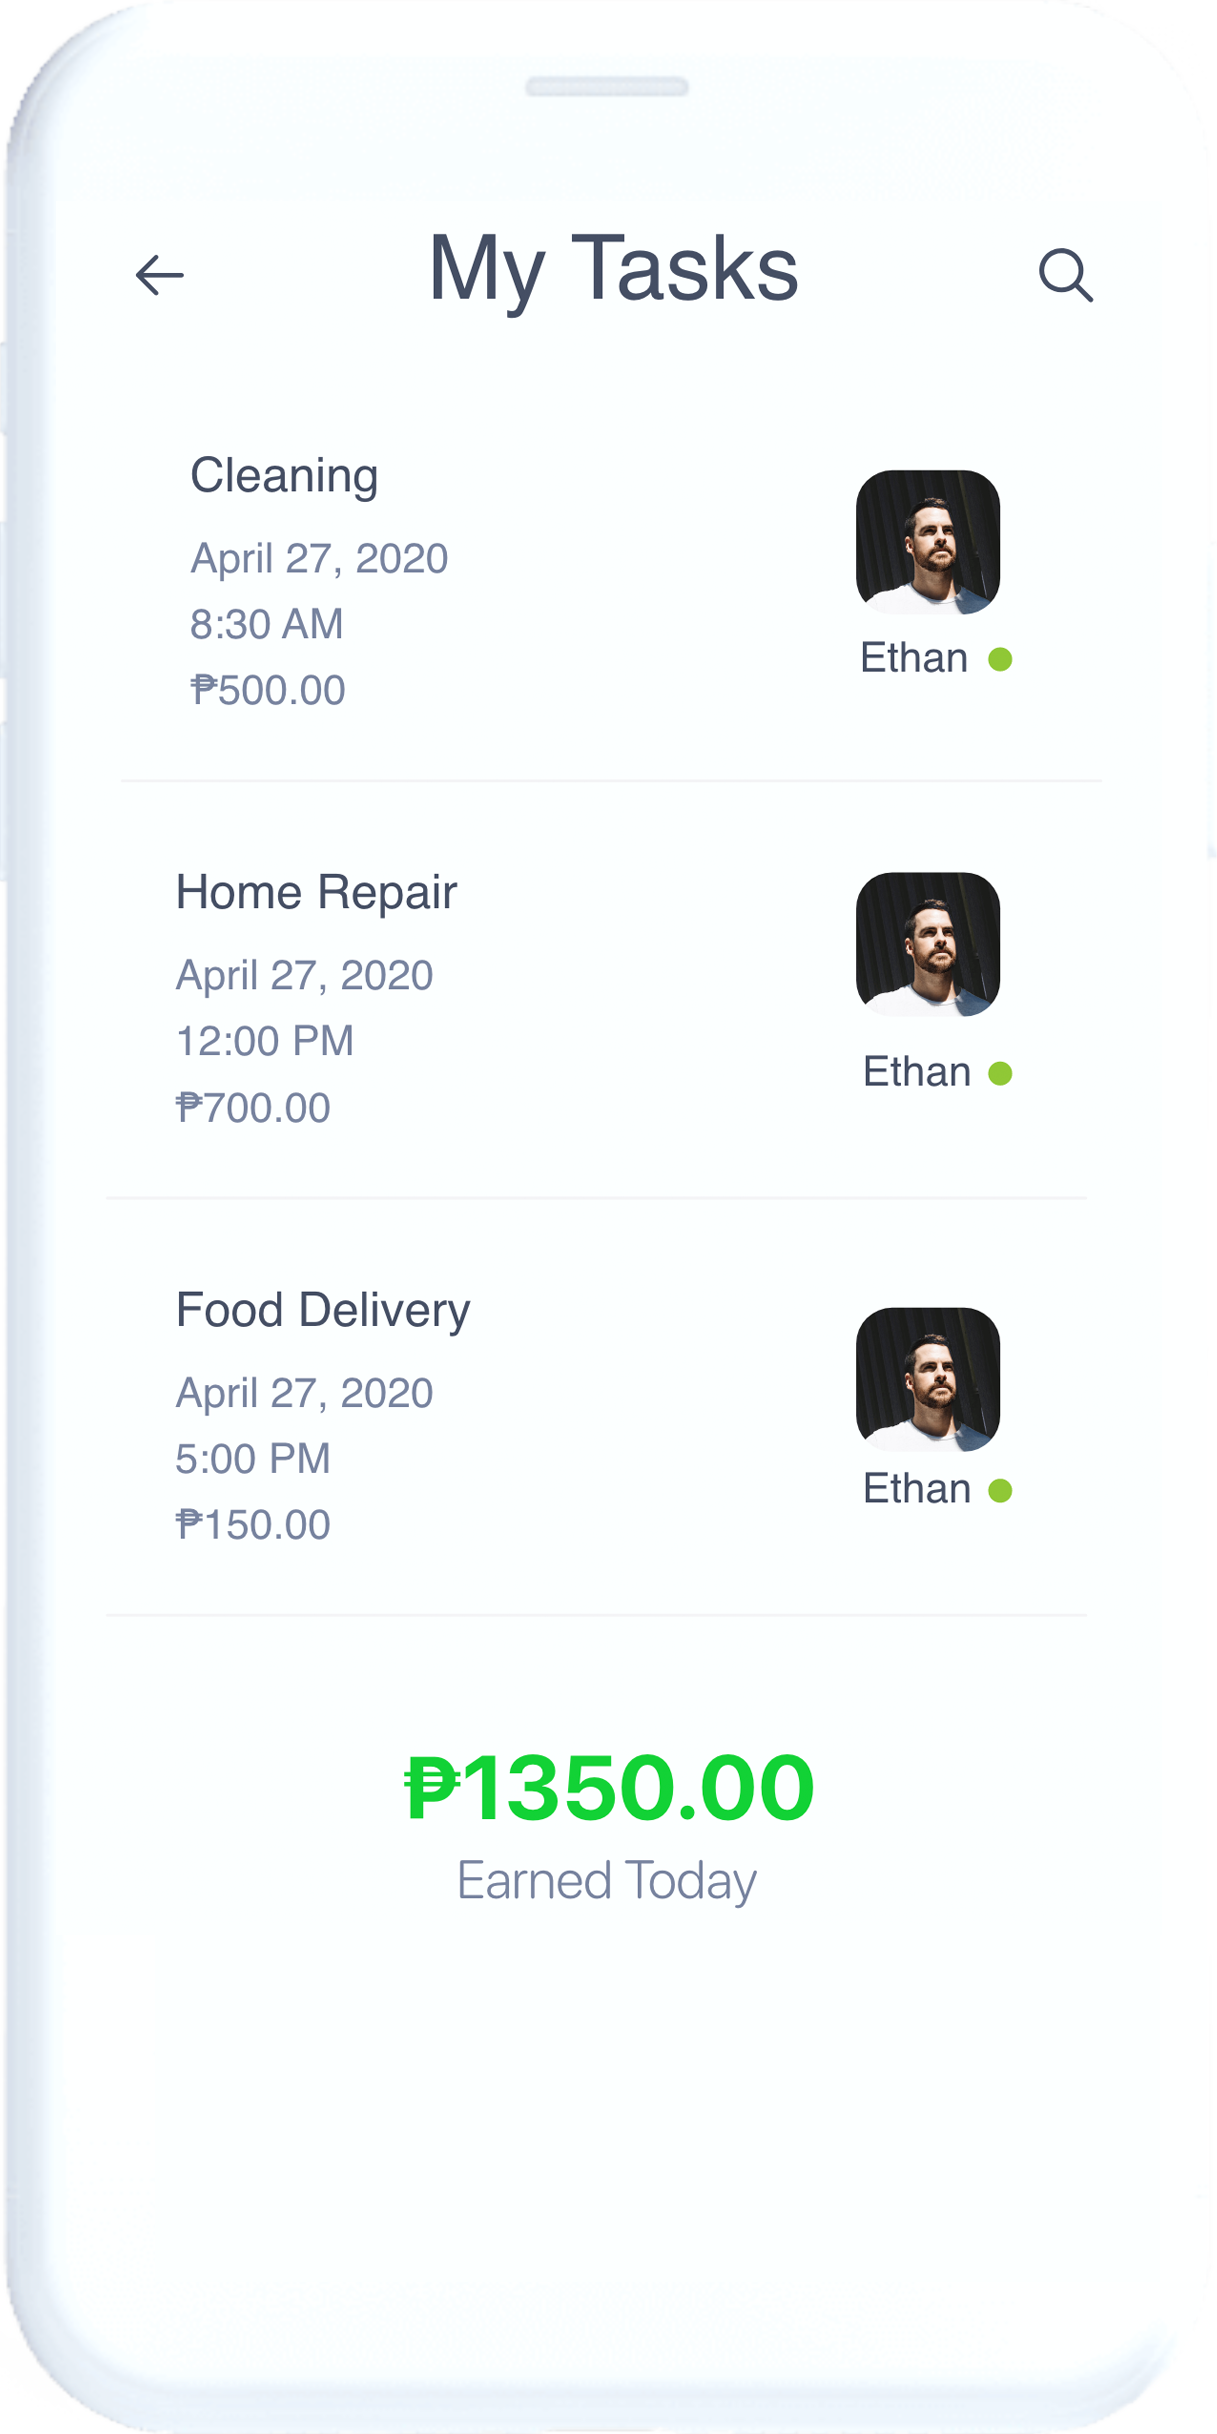 My Tasks
Cleaning
April 27, 2020
8:30 AM
₱500.00
Ethan
Home Repair
April 27, 2020
12:00 PM
₱700.00
Ethan
Food Delivery
April 27, 2020
5:00 PM
₱150.00
Ethan
₱1350.00
Earned Today